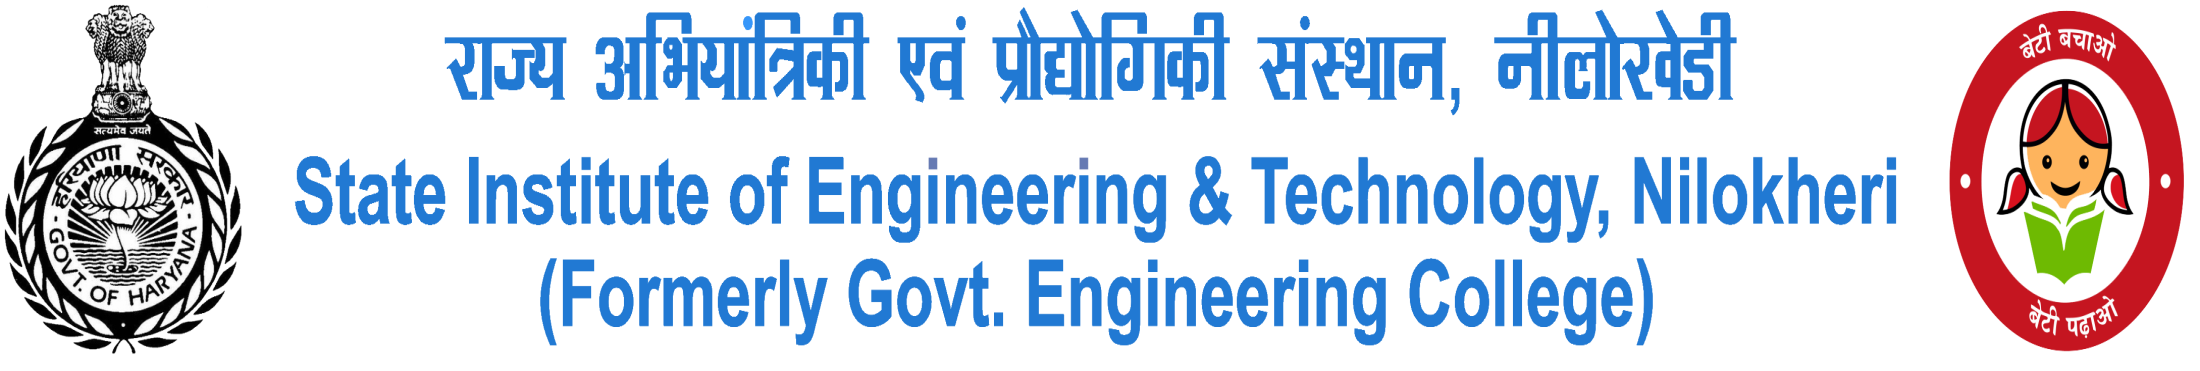 सत्यमेव जयते
हरियाणा सरकार
GOVT. OF HARYANA
राज्य अभियांत्रिकी एवं प्रौद्योगिकी संस्थान, नीलोखेडी
State Institute of Engineering & Technology, Nilokheri
(Formerly Govt. Engineering College)
बेटी बचाओ
बेटी पढ़ाओ